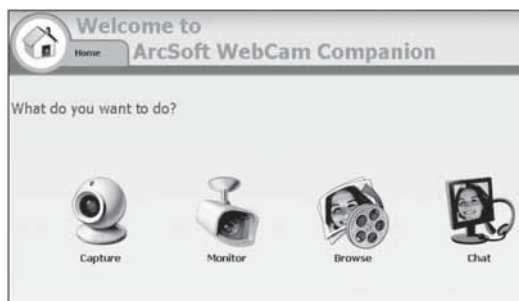 Welcome to
Home
ArcSoft WebCam Companion
What do you want to do?
Capture Monitor Browse Chat